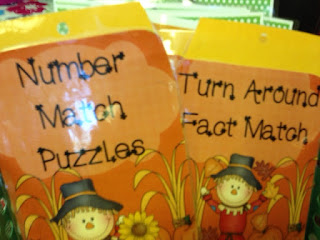 Number
Match
Puzzles
Turn Around
Fact Match